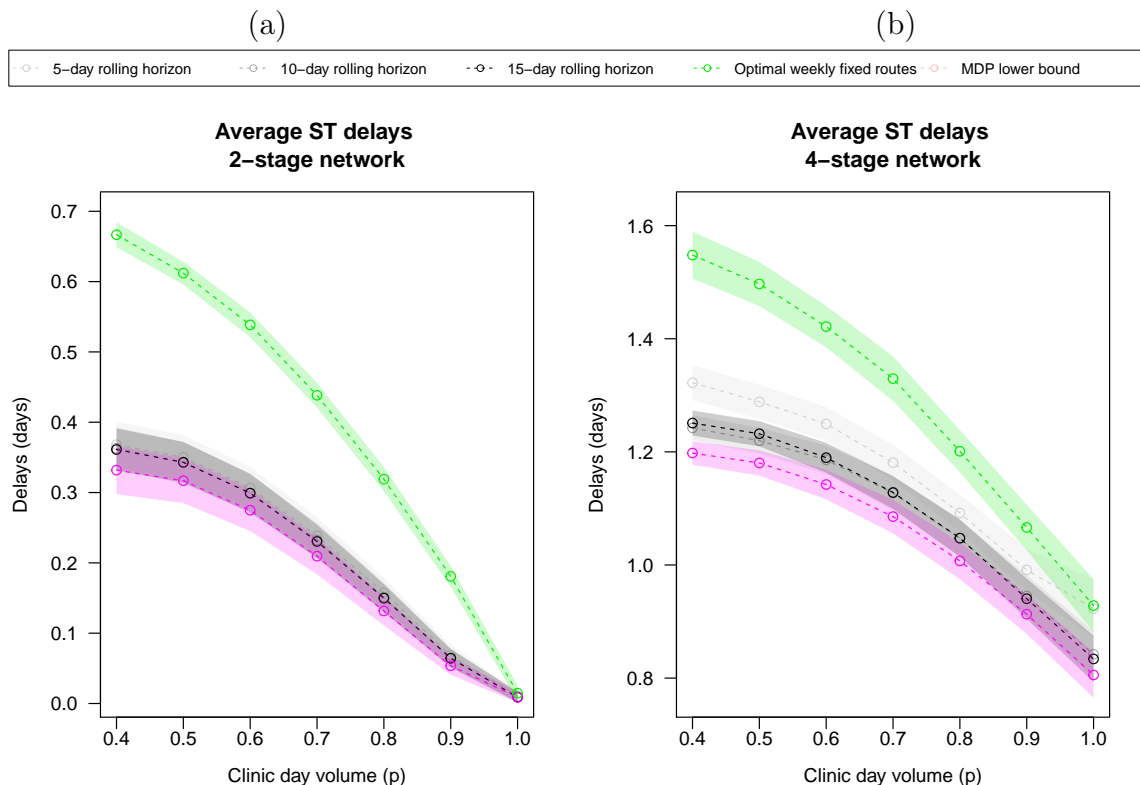 (a) (b)
5−day rolling horizon 10−day rolling horizon 15−day rolling horizon Optimal weekly fixed routes MDP lower bound
Average ST delays
2−stage network
Delays (days)
0.7
0.6
0.5
0.4
0.3
0.2
0.1
0.0
0.4 0.5 0.6 0.7 0.8 0.9 1.0
Clinic day volume (p)
Average ST delays
4−stage network
Delays (days)
1.6
1.4
1.2
1.0
0.8
0.4 0.5 0.6 0.7 0.8 0.9 1.0
Clinic day volume (p)